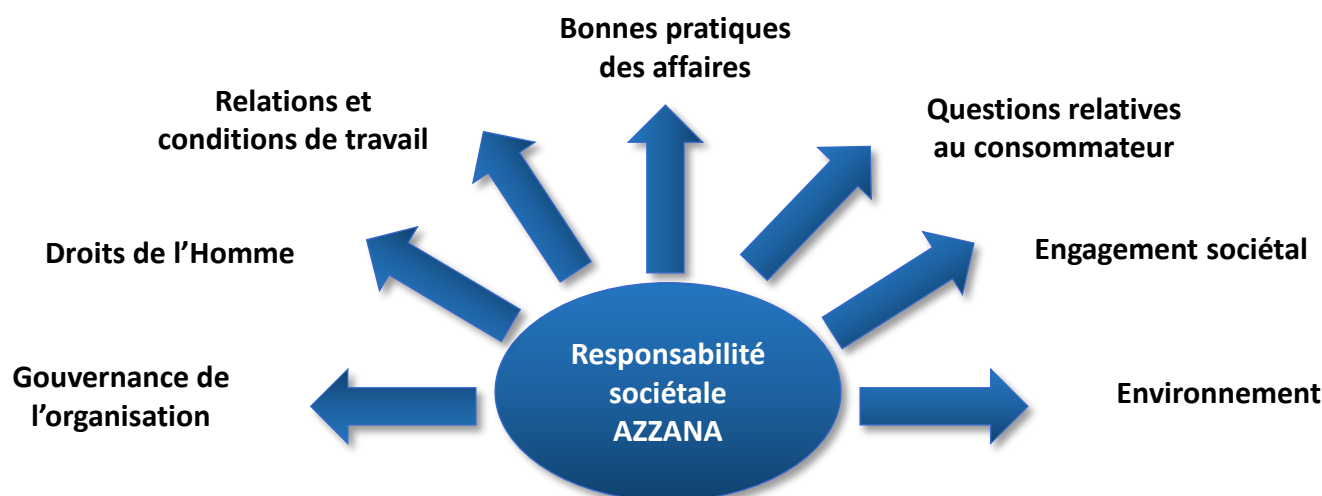 Bonnes pratiques
des affaires
Relations et
conditions de travail
Questions relatives
au consommateur
Droits de l’Homme
Engagement sociétal
Gouvernance de
l’organisation
Responsabilité
sociétale
AZZANA
Environnement